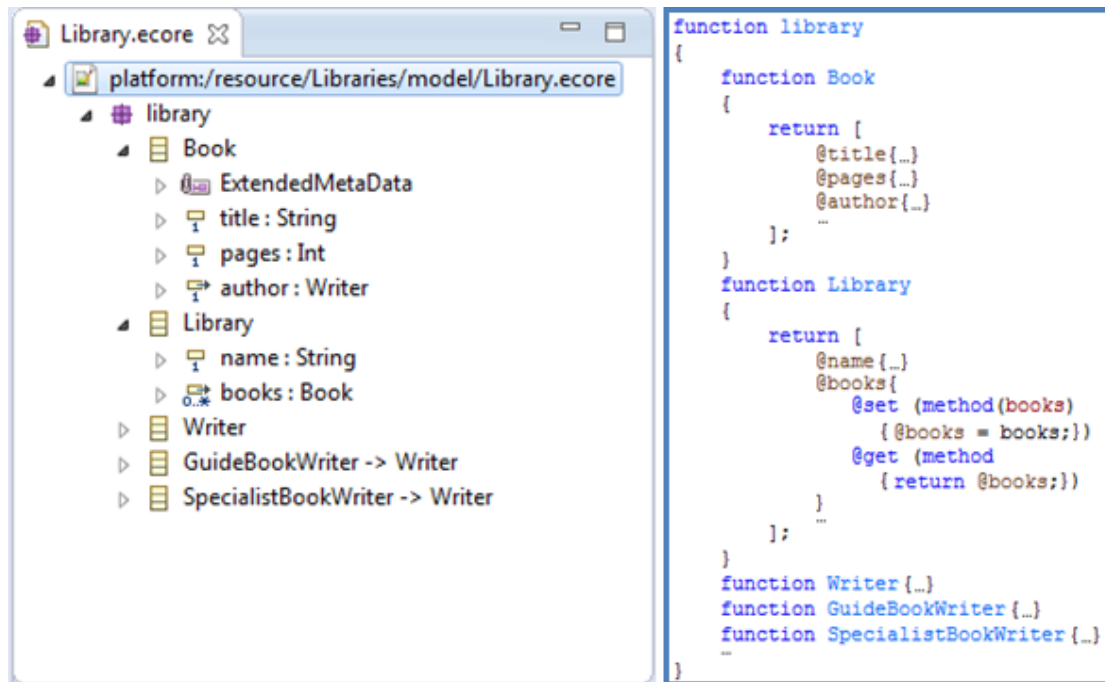 Library.ecore
platform:/resource/Libraries/model/Library.ecore
library
Book
ExtendedMetaData
title : String
pages : Int
author : Writer
Library
name : String
books : Book
Writer
GuideBookWriter -> Writer
SpecialistBookWriter -> Writer
function library
{
function Book
{
return [
@title{…}
@pages{…}
@author{…}
…
];
}
function Library
{
return [
@name{…}
@books{
@set (method(books)
{@books = books;})
@get (method
{return @books;})
}
…
];
}
function Writer{…}
function GuideBookWriter{…}
function SpecialistBookWriter{…}
…
}